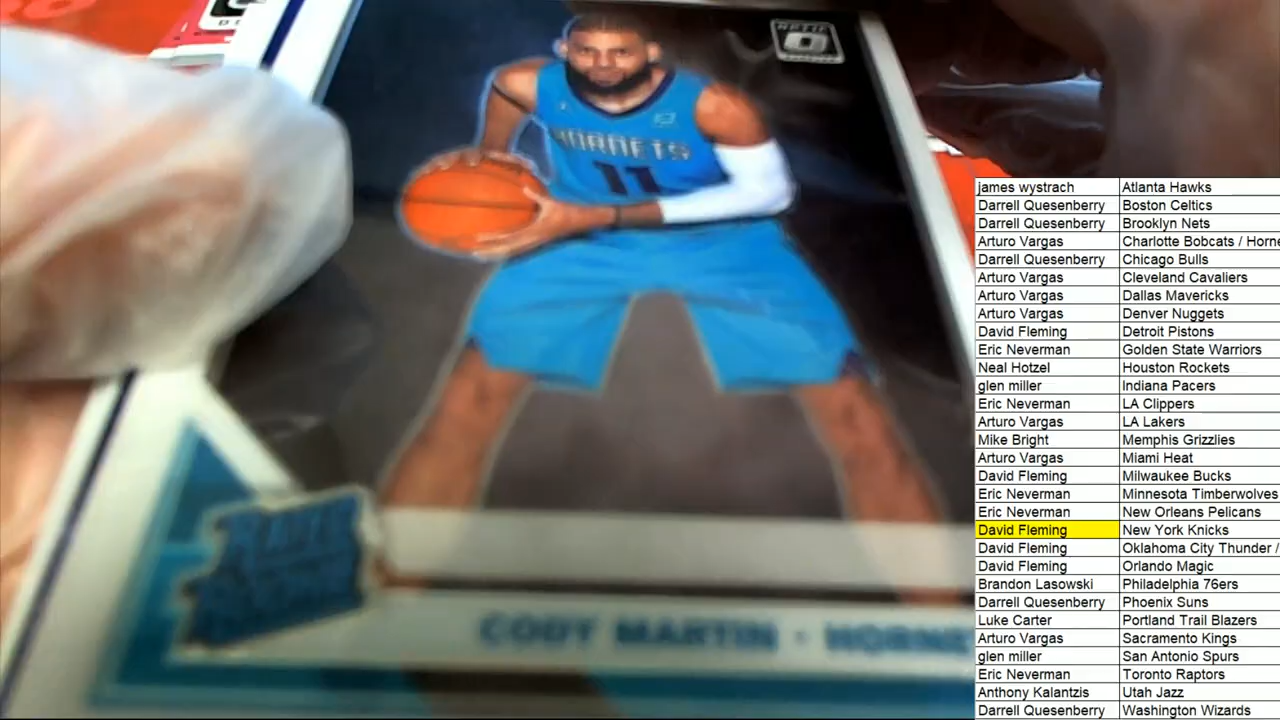 OPTIC
HORNETS
11
CODY MARTIN · HORNE
james wystrach Atlanta Hawks
Darrell Quesenberry Boston Celtics
Darrell Quesenberry Brooklyn Nets
Arturo Vargas Charlotte Bobcats / Horne
Darrell Quesenberry Chicago Bulls
Arturo Vargas Cleveland Cavaliers
Arturo Vargas Dallas Mavericks
Arturo Vargas Denver Nuggets
David Fleming Detroit Pistons
Eric Neverman Golden State Warriors
Neal Hotzel Houston Rockets
glen miller Indiana Pacers
Eric Neverman LA Clippers
Arturo Vargas LA Lakers
Mike Bright Memphis Grizzlies
Arturo Vargas Miami Heat
David Fleming Milwaukee Bucks
Eric Neverman Minnesota Timberwolves
Eric Neverman New Orleans Pelicans
David Fleming New York Knicks
David Fleming Oklahoma City Thunder /
David Fleming Orlando Magic
Brandon Lasowski Philadelphia 76ers
Darrell Quesenberry Phoenix Suns
Luke Carter Portland Trail Blazers
Arturo Vargas Sacramento Kings
glen miller San Antonio Spurs
Eric Neverman Toronto Raptors
Anthony Kalantzis Utah Jazz
Darrell Quesenberry Washington Wizards